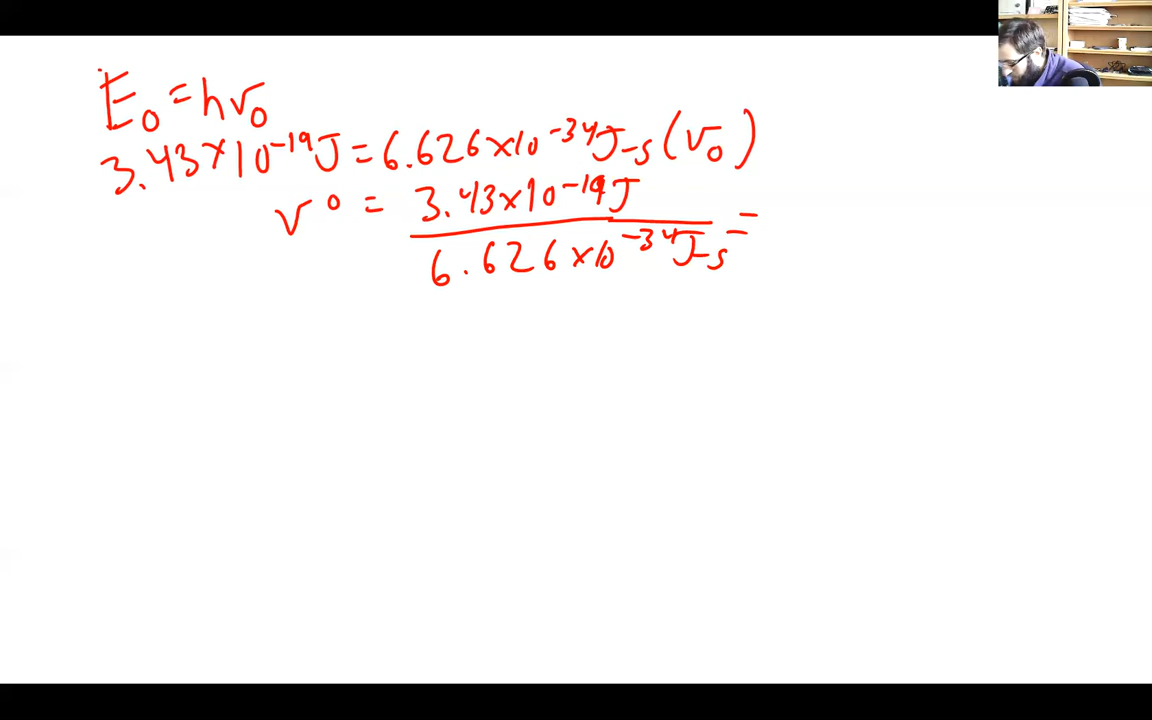 E₀ = hν₀
3.43×10⁻¹⁹J = 6.626×10⁻³⁴J-s (ν₀)
ν⁰ = 3.43×10⁻¹⁹J
6.626×10⁻³⁴J-s =